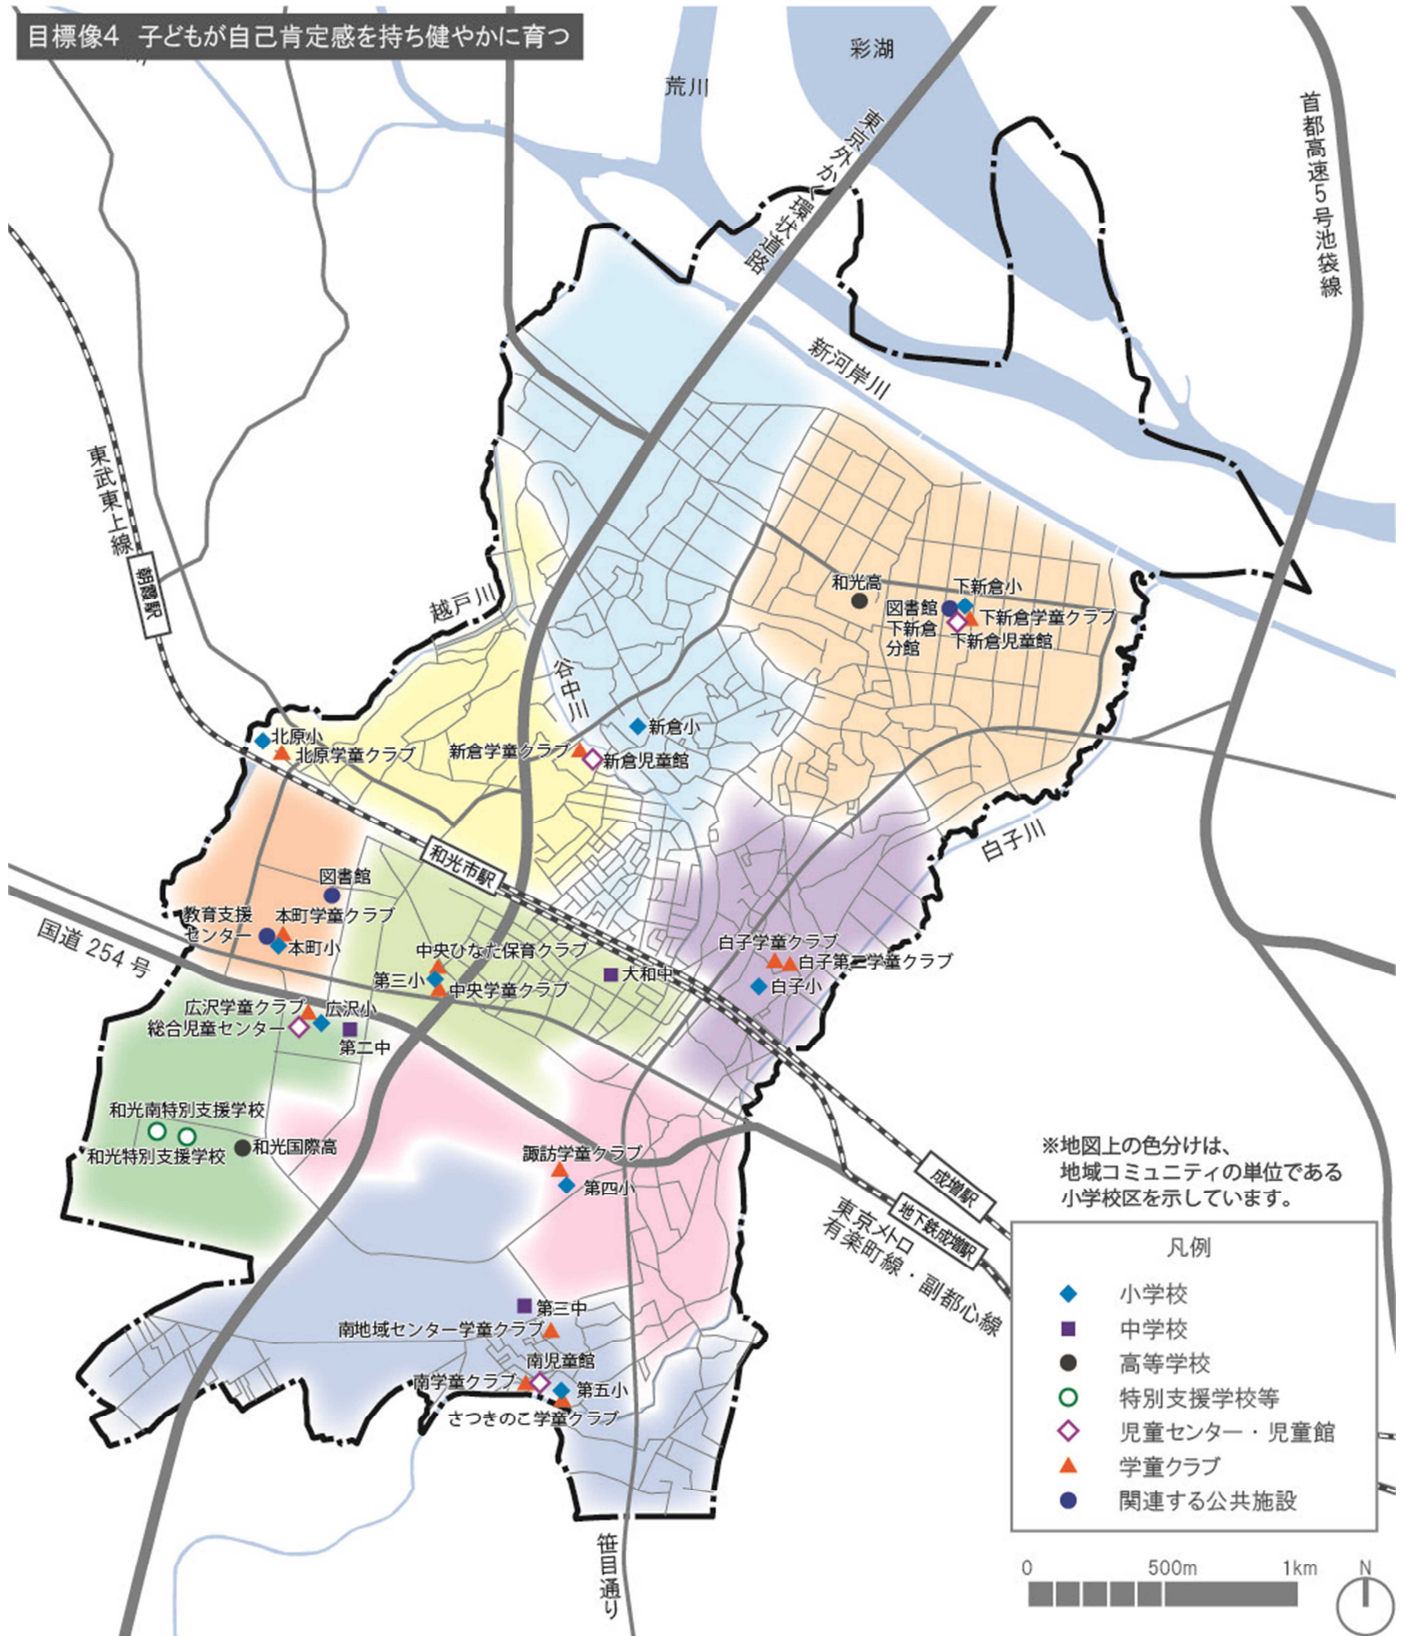 目標像4 子どもが自己肯定感を持ち健やかに育つ
彩湖
荒川
首都高速5号池袋線
東京外かく環状道路
新河岸川
東武東上線
朝霞駅
越戸川
和光高
下新倉小
図書館
下新倉
分館
下新倉学童クラブ
下新倉児童館
谷中川
北原小
北原学童クラブ
新倉小
新倉学童クラブ
新倉児童館
白子川
和光市駅
図書館
教育支援
センター
本町学童クラブ
本町小
国道254号
中央ひなた保育クラブ
第三小
中央学童クラブ
大和中
白子学童クラブ
白子第二学童クラブ
白子小
広沢学童クラブ
広沢小
総合児童センター
第二中
和光南特別支援学校
和光特別支援学校
和光国際高
諏訪学童クラブ
第四小
成増駅
地下鉄成増駅
東京メトロ
有楽町線・副都心線
第三中
南地域センター学童クラブ
南児童館
南学童クラブ
第五小
さつきのこ学童クラブ
笹目通り
※地図上の色分けは、
地域コミュニティの単位である
小学校区を示しています。
凡例
小学校
中学校
高等学校
特別支援学校等
児童センター・児童館
学童クラブ
関連する公共施設
0 500m 1km
N